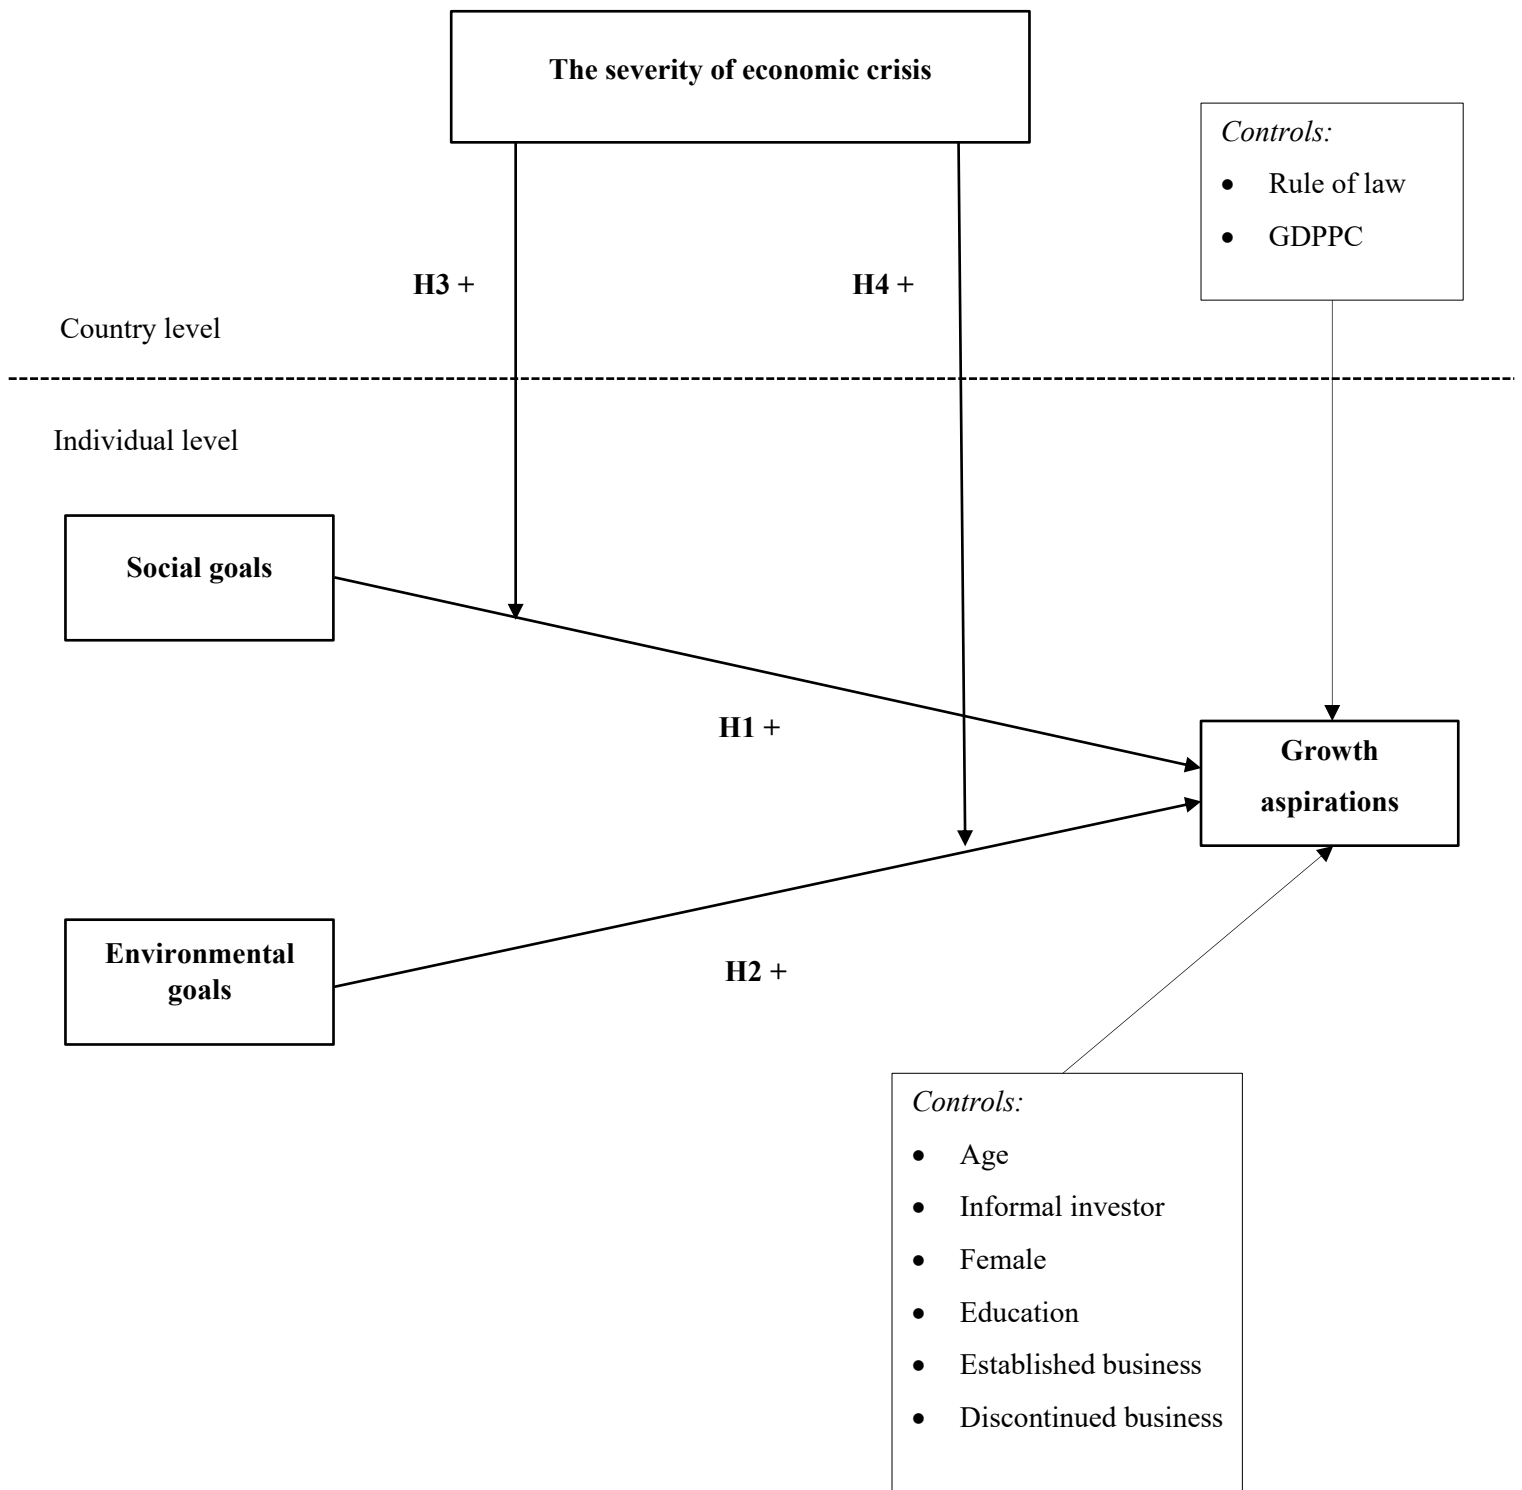 The severity of economic crisis
Controls:
• Rule of law
• GDPPC
H3 +
H4 +
Country level
Individual level
Social goals
H1 +
Growth
aspirations
Environmental
goals
H2 +
Controls:
• Age
• Informal investor
• Female
• Education
• Established business
• Discontinued business